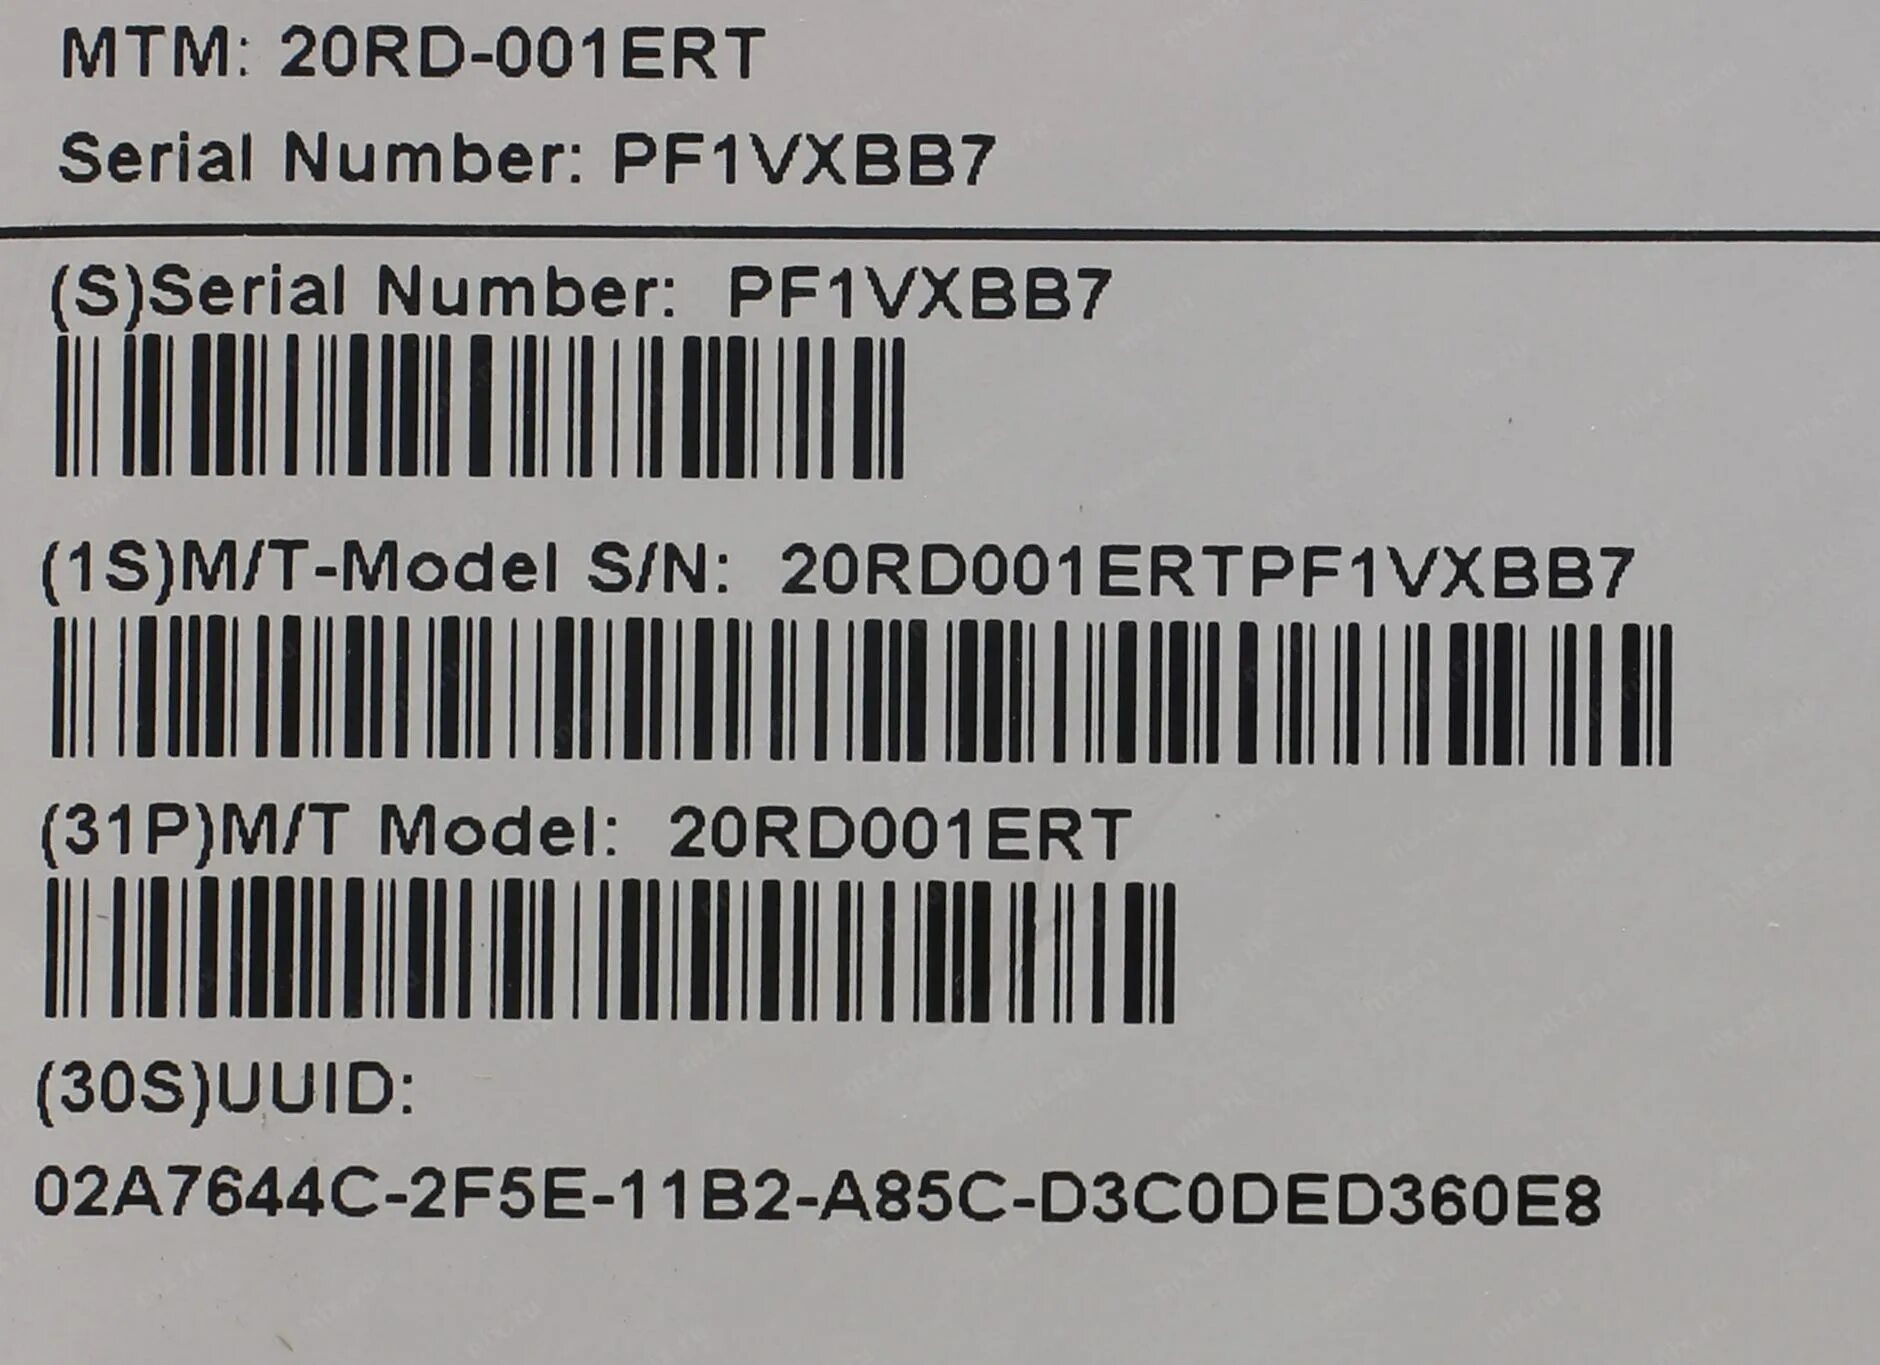 MTM: 20RD-001ERT
Serial Number: PF1VXBB7
(S)Serial Number: PF1VXBB7
(1S)M/T-Model S/N: 20RD001ERTPF1VXBB7
(31P)M/T Model: 20RD001ERT
(30S)UUID:
02A7644C-2F5E-11B2-A85C-D3C0DED360E8